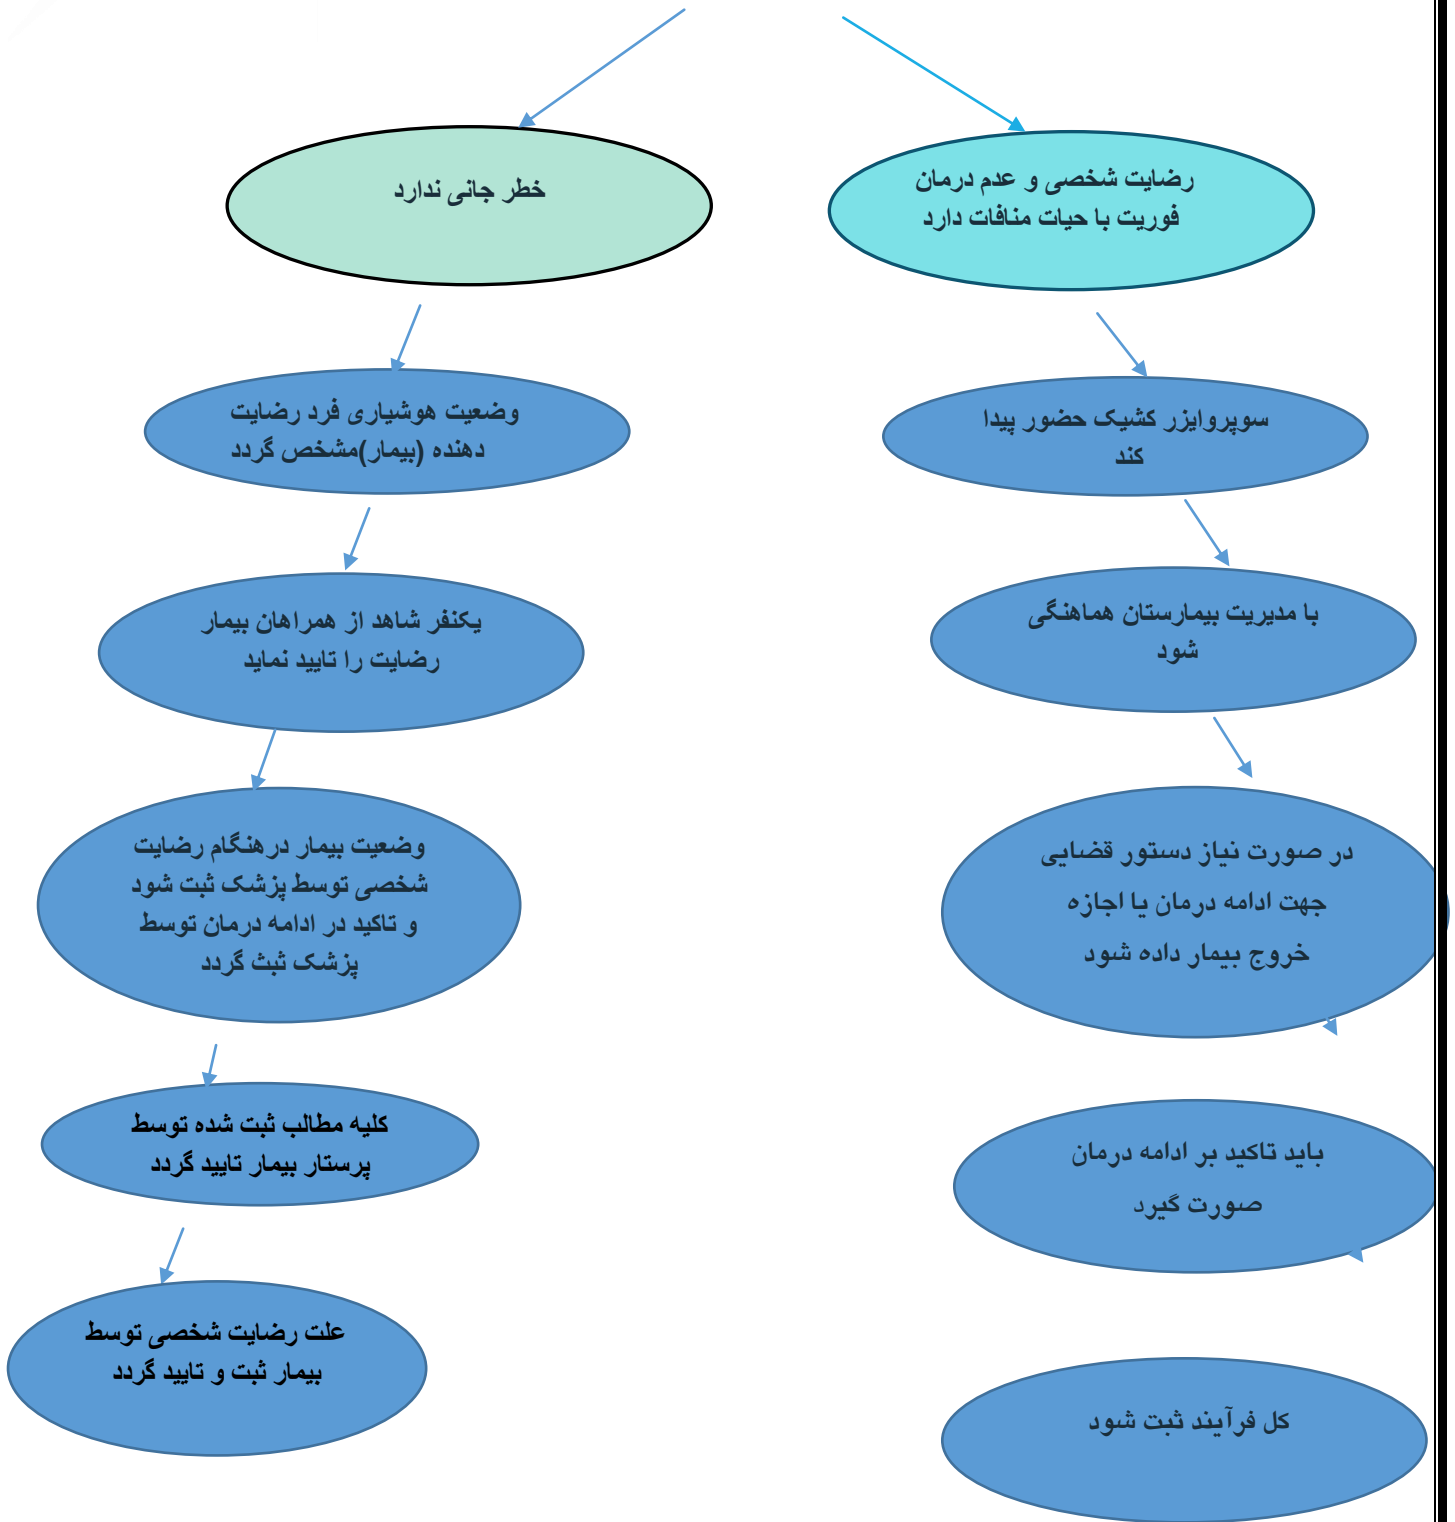 رضایت شخصی و عدم درمان
فوریت با حیات منافات دارد
سوپروایزر کشیک حضور پیدا
کند
با مدیریت بیمارستان هماهنگی
شود
در صورت نیاز دستور قضایی
جهت ادامه درمان یا اجازه
خروج بیمار داده شود
باید تاکید بر ادامه درمان
صورت گیرد
کل فرآیند ثبت شود
خطر جانی ندارد
وضعیت هوشیاری فرد رضایت
دهنده (بیمار)مشخص گردد
یکنفر شاهد از همراهان بیمار
رضایت را تایید نماید
وضعیت بیمار درهنگام رضایت
شخصی توسط پزشک ثبت شود
و تاکید در ادامه درمان توسط
پزشک ثبث گردد
کلیه مطالب ثبت شده توسط
پرستار بیمار تایید گردد
علت رضایت شخصی توسط
بیمار ثبت و تایید گردد